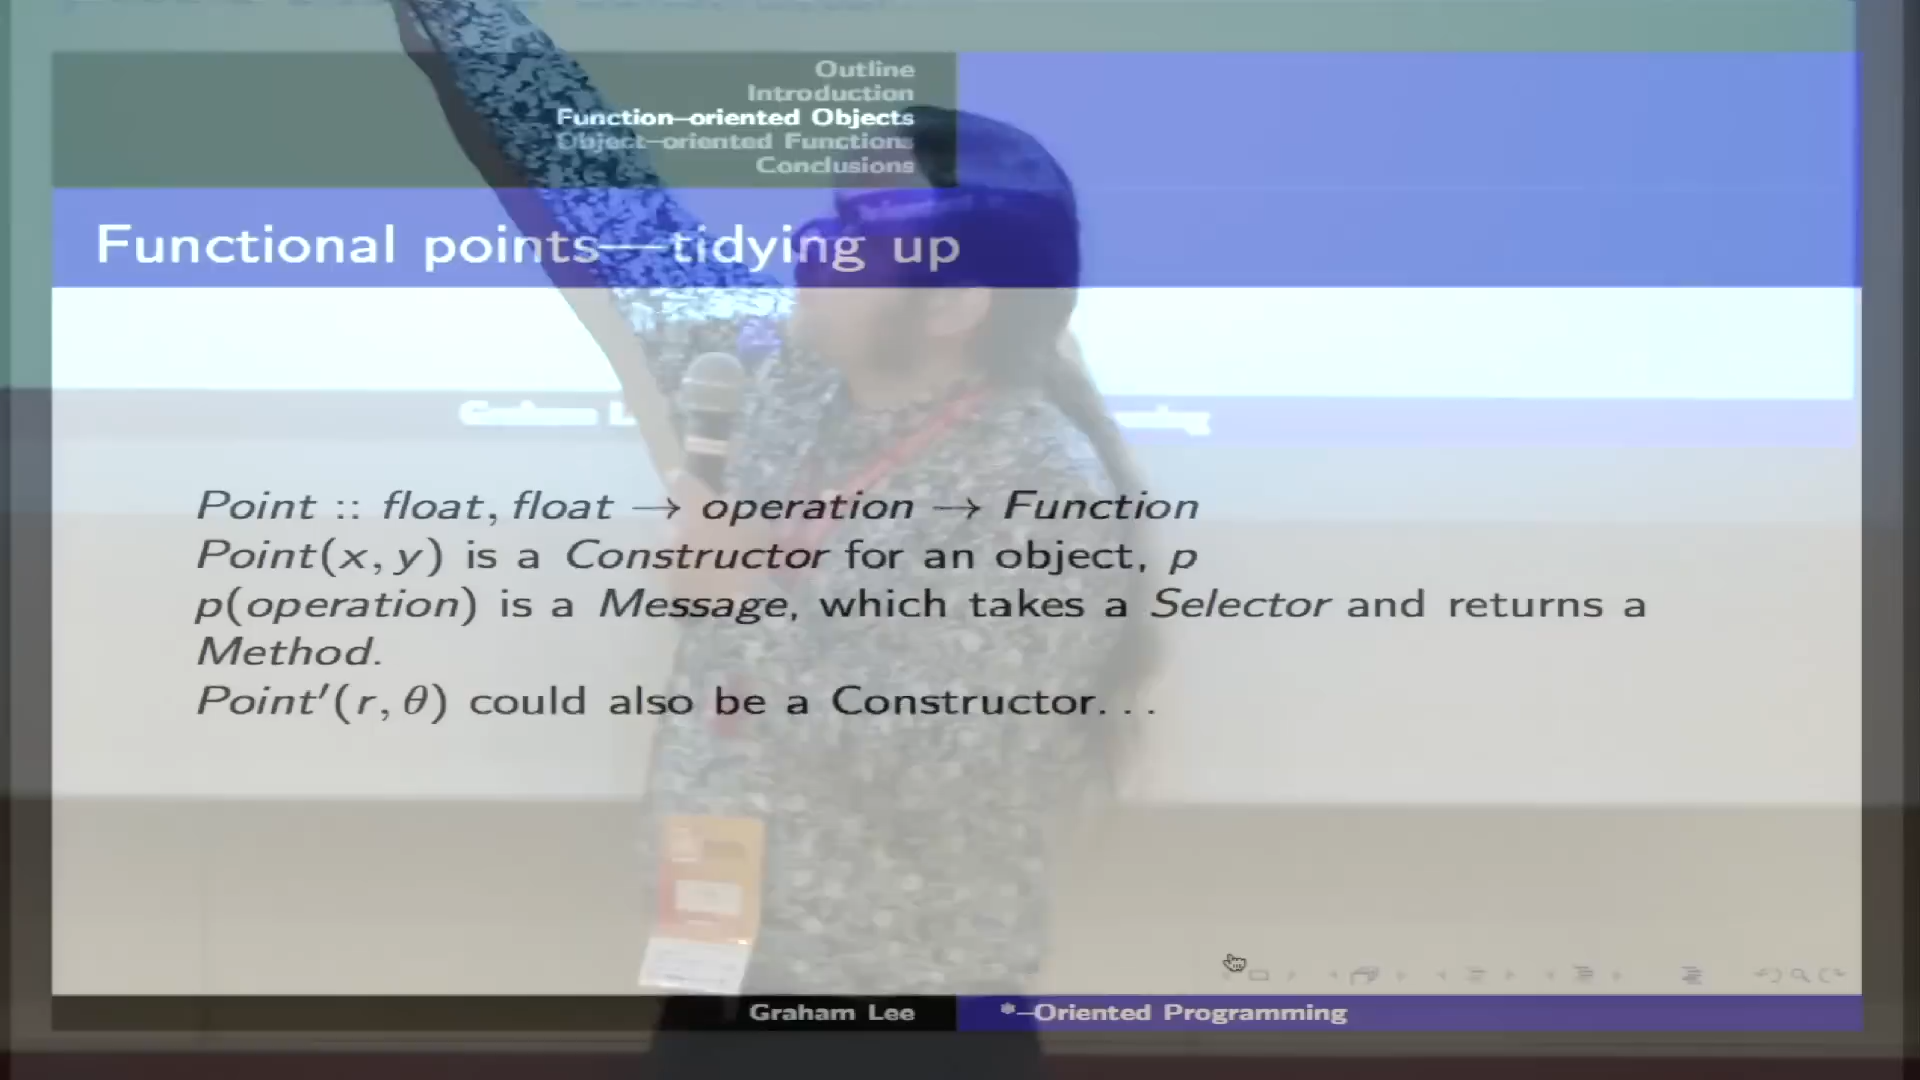 Outline
Introduction
Function–oriented Objects
Object–oriented Functions
Conclusions
Functional points—tidying up
Point :: float, float → operation → Function
Point(x, y) is a Constructor for an object, p
p(operation) is a Message, which takes a Selector and returns a
Method.
Point′(r, θ) could also be a Constructor. . .
Graham Lee
*–Oriented Programming